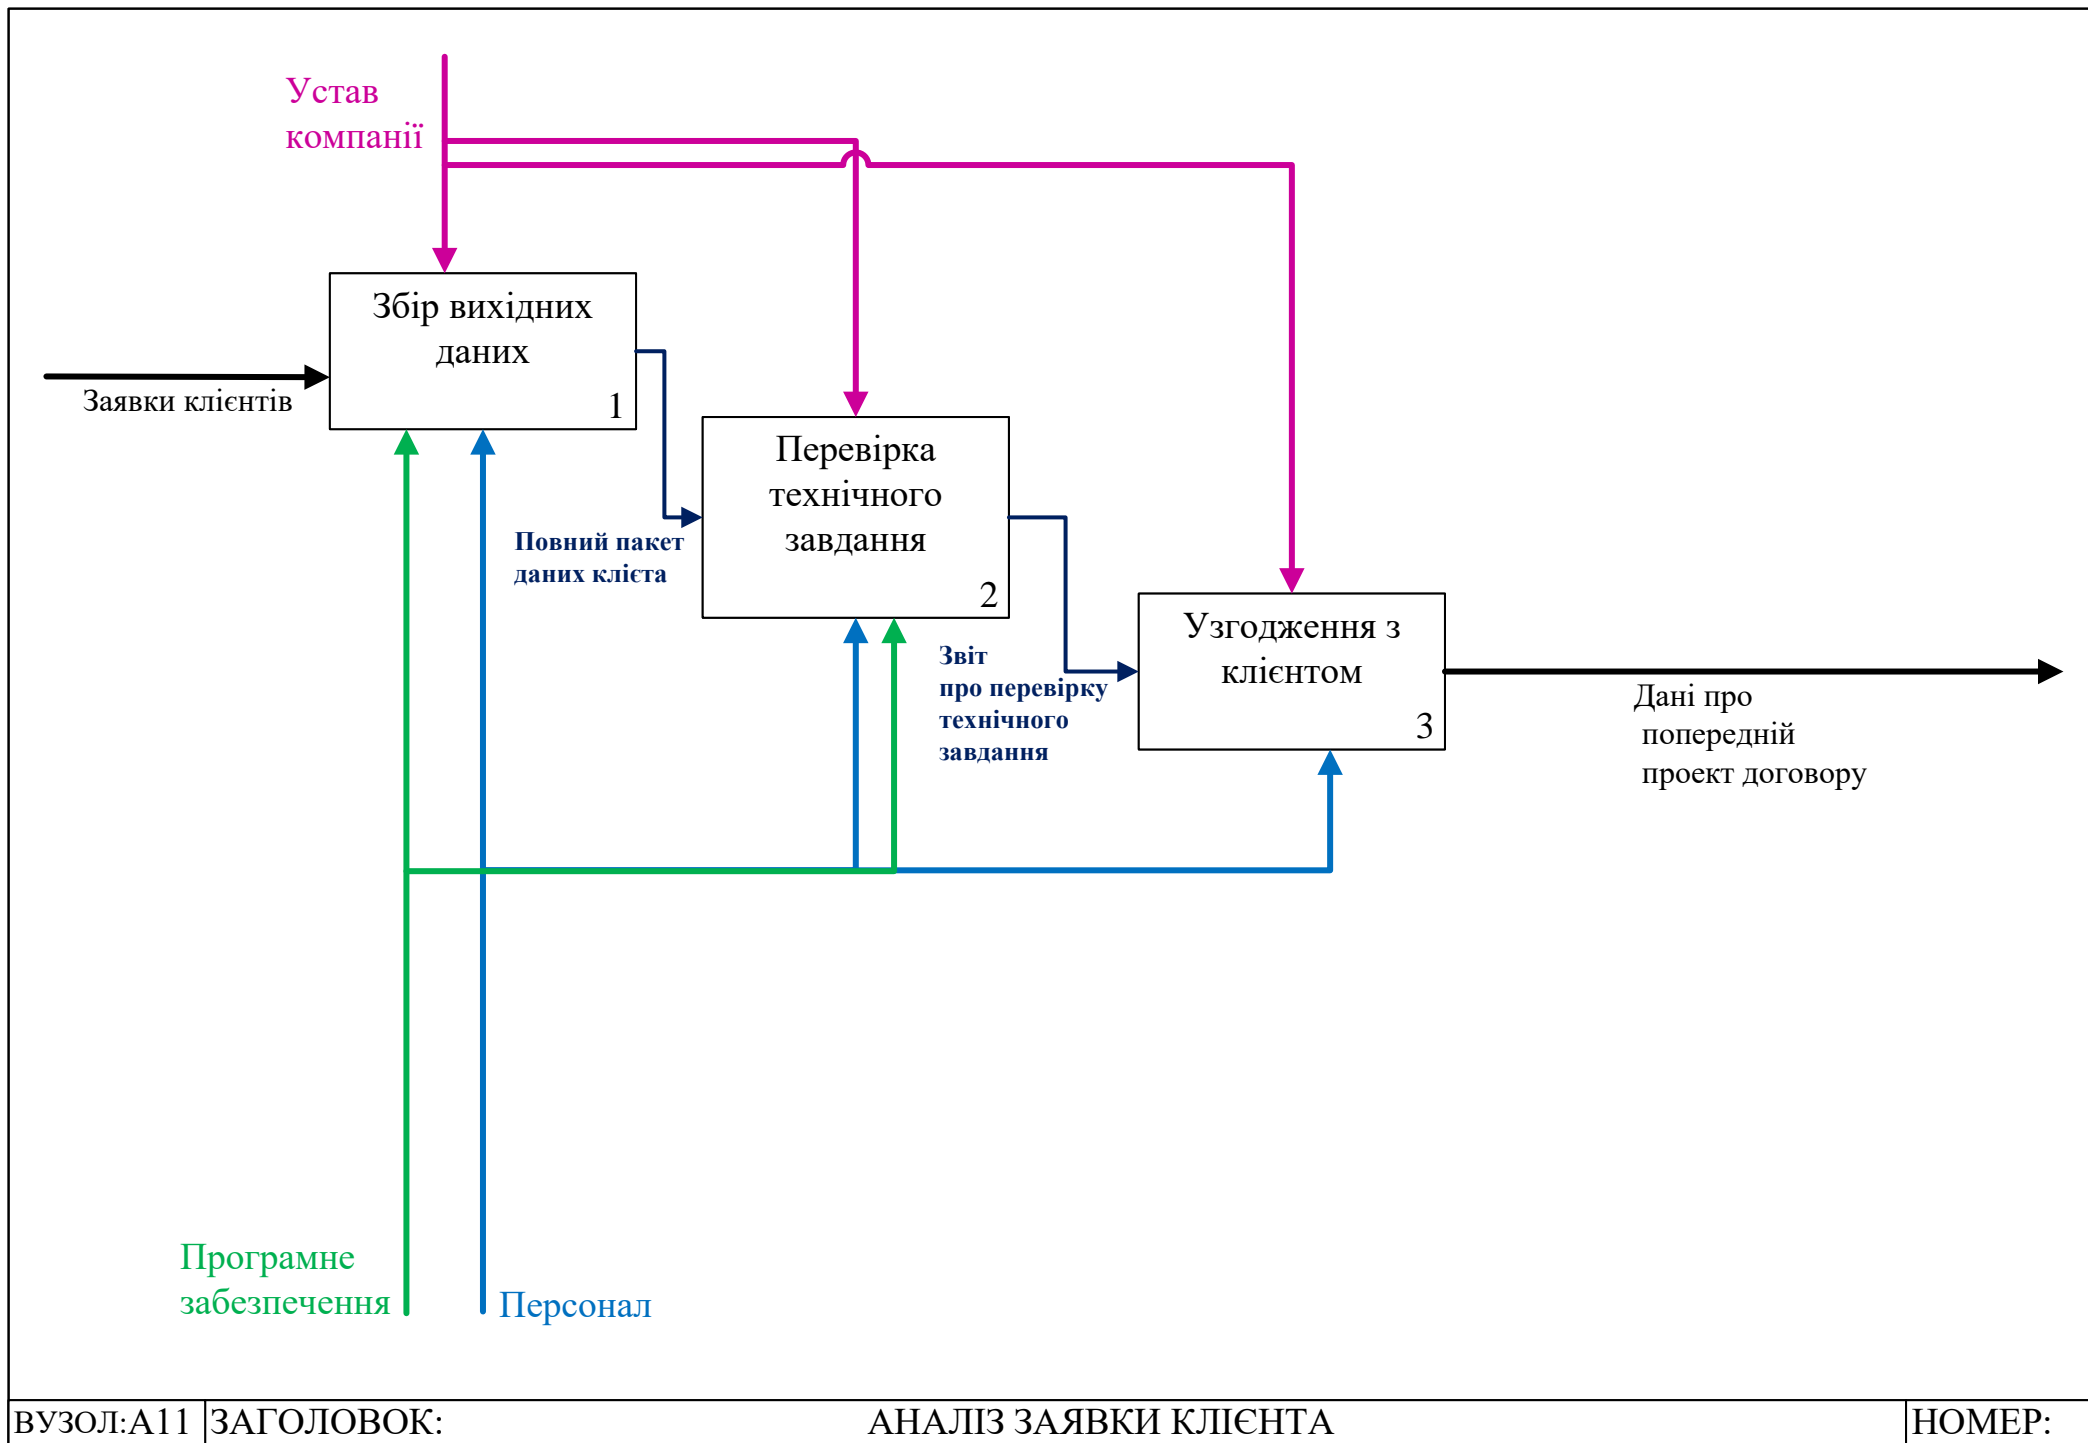 Устав
компанії
Збір вихідних
даних
1
Заявки клієнтів
Перевірка
технічного
завдання
2
Повний пакет
даних клієта
Узгодження з
клієнтом
3
Звіт
про перевірку
технічного
завдання
Дані про
попередній
проект договору
Програмне
забезпечення
Персонал
ВУЗОЛ:А11 ЗАГОЛОВОК: АНАЛІЗ ЗАЯВКИ КЛІЄНТА НОМЕР: